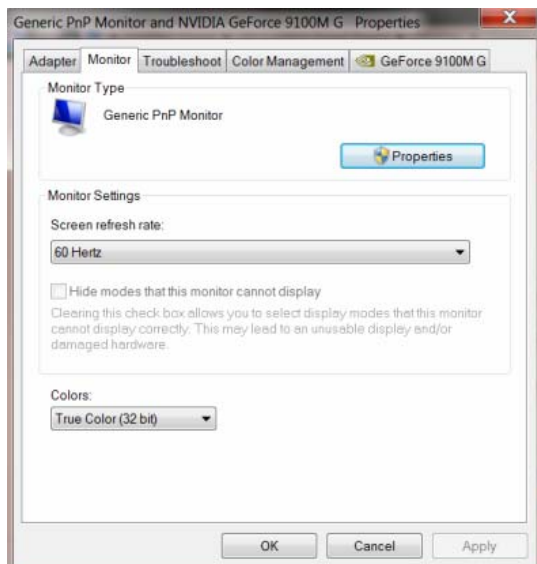 Generic PnP Monitor and NVIDIA GeForce 9100M G Properties
Adapter Monitor Troubleshoot Color Management GeForce 9100M G
Monitor Type
Generic PnP Monitor
Properties
Monitor Settings
Screen refresh rate:
60 Hertz
Hide modes that this monitor cannot display
Clearing this check box allows you to select display modes that this monitor
cannot display correctly. This may lead to an unusable display and/or
damaged hardware.
Colors:
True Color (32 bit)
OK Cancel Apply